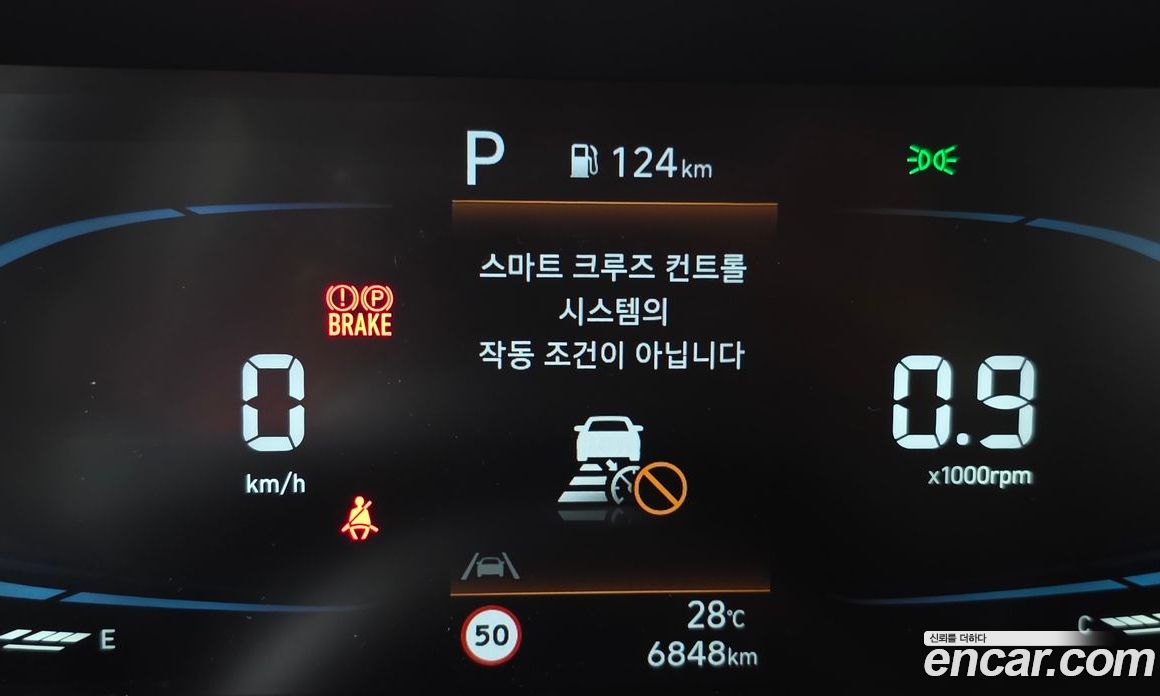 P
124km
스마트 크루즈 컨트롤
시스템의
작동 조건이 아닙니다
! P
BRAKE
0
km/h
0.9
x1000rpm
50
28°C
6848km
E
C
신뢰를 더하다
encar.com